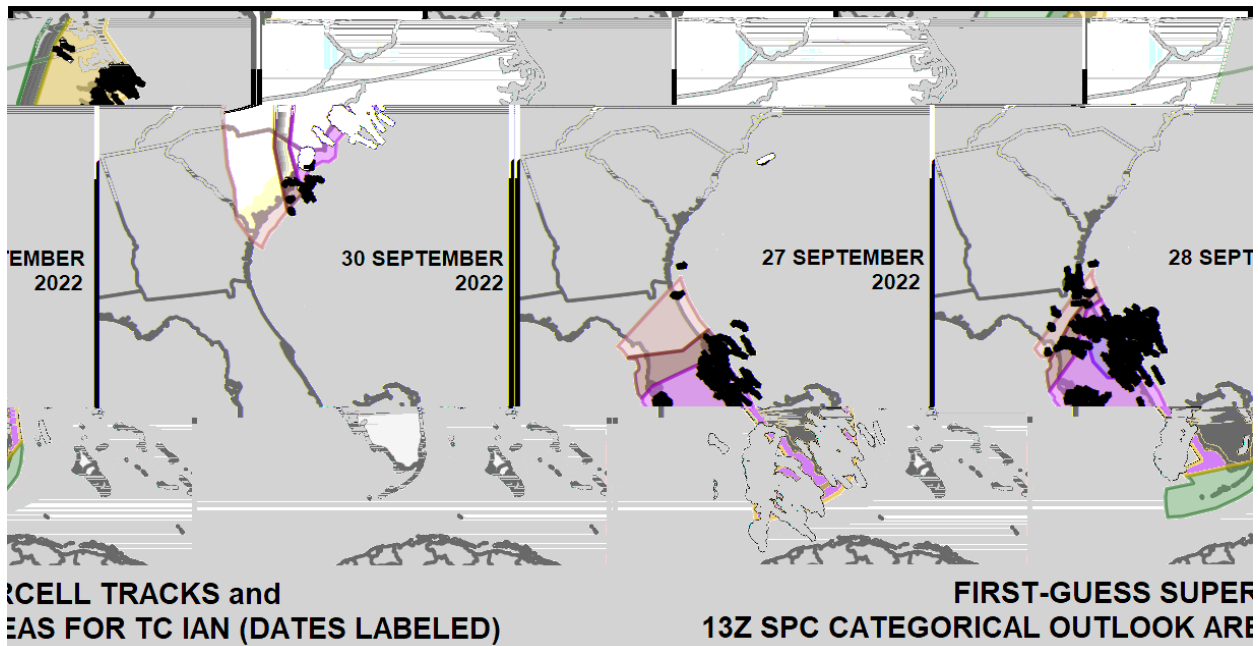 TEMBER
2022
30 SEPTEMBER
2022
27 SEPTEMBER
2022
28 SEPT
RCELL TRACKS and
EAS FOR TC IAN (DATES LABELED)
FIRST-GUESS SUPER
13Z SPC CATEGORICAL OUTLOOK ARE